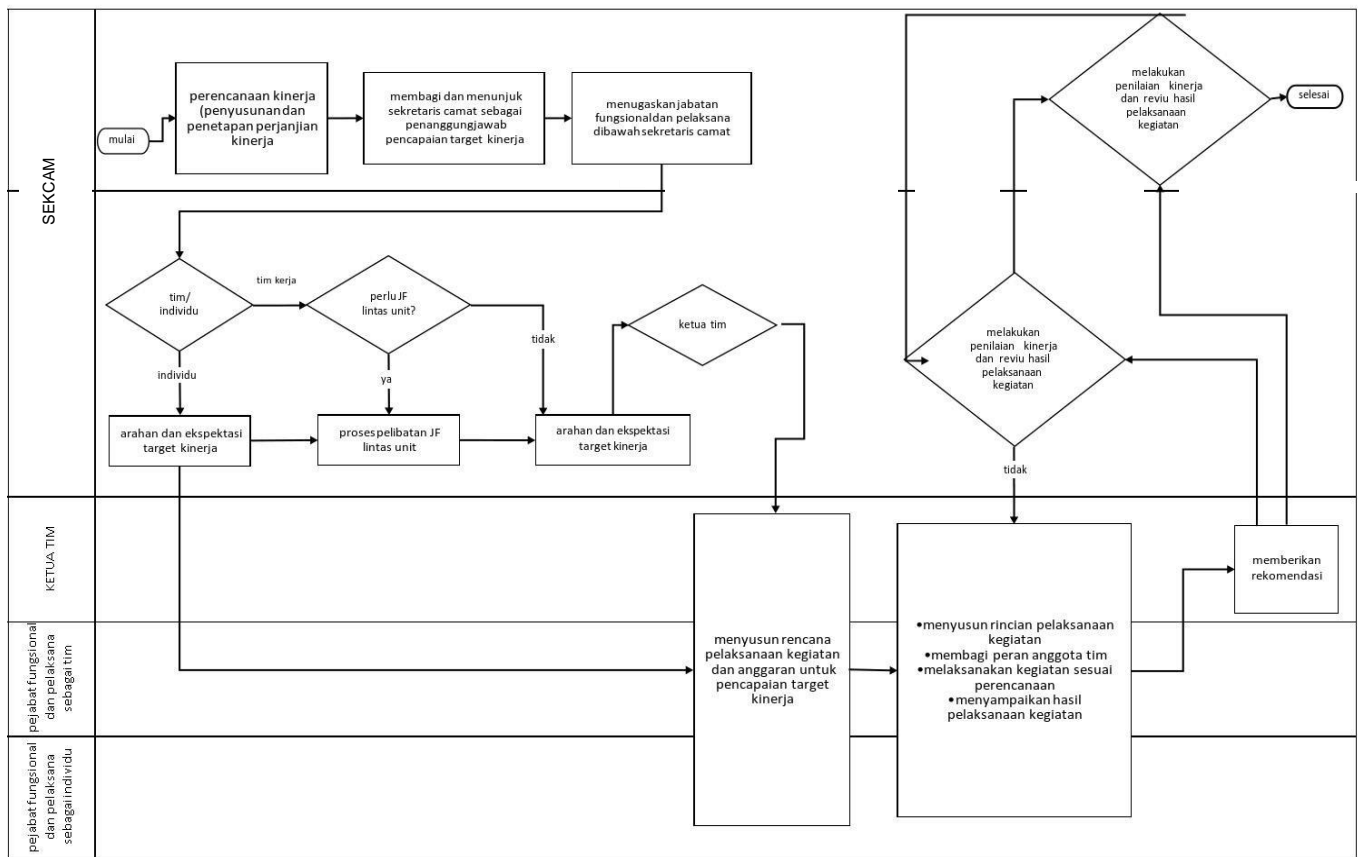 SEKCAM
mulai
perencanaan kinerja
(penyusunan dan
penetapan perjanjian
kinerja
membagi dan menunjuk
sekretaris camat sebagai
penanggungjawab
pencapaian target kinerja
menugaskan jabatan
fungsional dan pelaksana
dibawah sekretaris camat
melakukan
penilaian kinerja
dan reviu hasil
pelaksanaan
kegiatan
selesai
tim/
individu
tim kerja
perlu JF
lintas unit?
tidak
ketua tim
individu
ya
arahan dan ekspektasi
target kinerja
proses pelibatan JF
lintas unit
arahan dan ekspektasi
target kinerja
melakukan
penilaian kinerja
dan reviu hasil
pelaksanaan
kegiatan
tidak
KETUA TIM
memberikan
rekomendasi
pejabat fungsional
dan pelaksana
sebagai tim
menyusun rencana
pelaksanaan kegiatan
dan anggaran untuk
pencapaian target
kinerja
•menyusun rincian pelaksanaan
kegiatan
•membagi peran anggota tim
•melaksanakan kegiatan sesuai
perencanaan
•menyampaikan hasil
pelaksanaan kegiatan
pejabat fungsional
dan pelaksana
sebagai individu